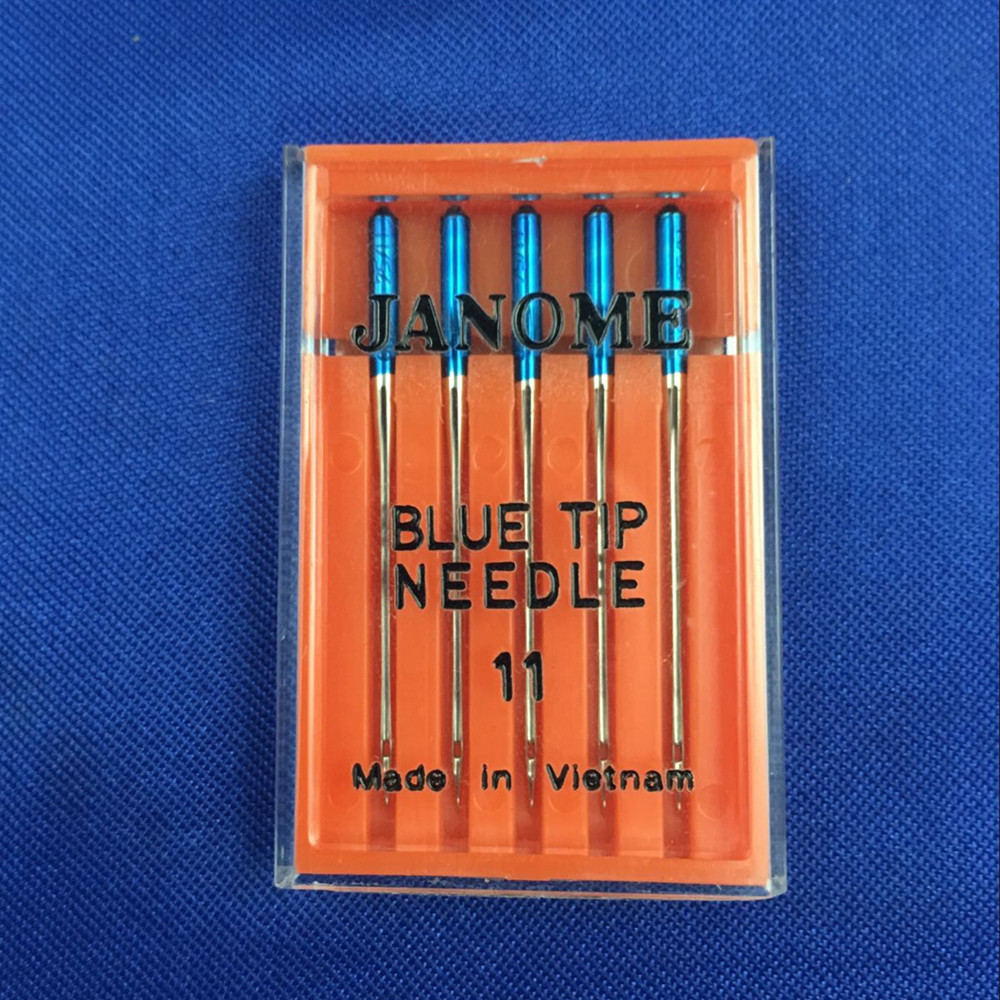 JANOME
BLUE TIP
NEEDLE
11
Made in Vietnam